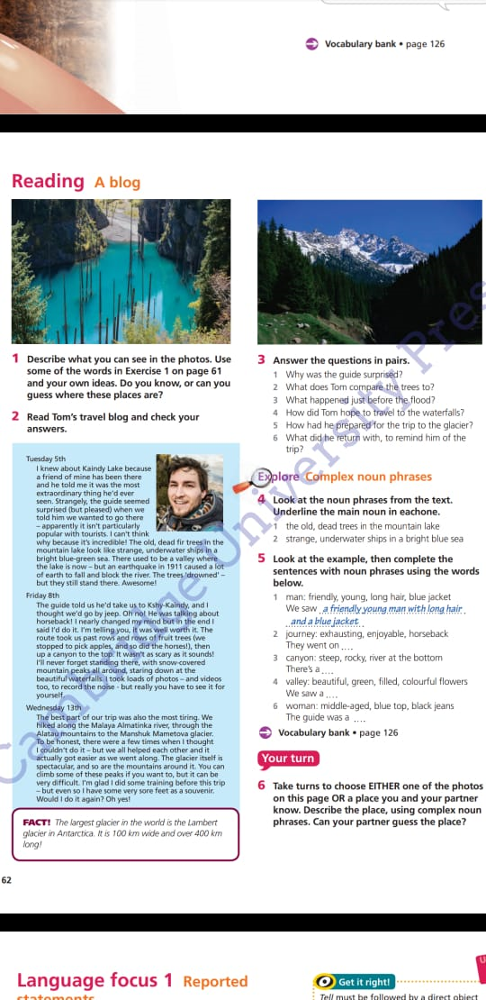 Vocabulary bank • page 126
Reading A blog
1 Describe what you can see in the photos. Use
some of the words in Exercise 1 on page 61
and your own ideas. Do you know, or can you
guess where these places are?
2 Read Tom's travel blog and check your
answers.
Tuesday 5th
I knew about Kaindy Lake because
a friend of mine has been there
and he told me it was the most
extraordinary thing he'd ever
seen. Strangely, the guide seemed
surprised (but pleased) when we
told him we wanted to go there
– apparently it isn't particularly
popular with tourists. I can't think
why because it's incredible! The old, dead fir trees in the
mountain lake look like strange, underwater ships in a
bright blue-green sea. There used to be a valley where
the lake is now – but an earthquake in 1911 caused a lot
of earth to fall and block the river. The trees 'drowned' –
but they still stand there. Awesome!
Friday 8th
The guide told us he'd take us to Kshy-Kaindy, and I
thought we'd go by jeep. Oh no! He was talking about
horseback! I nearly changed my mind but in the end I
said I'd do it. I'm telling you, it was well worth it. The
route took us past rows and rows of fruit trees (we
stopped to pick apples, and so did the horses!), then
up a canyon to the top. It wasn't as scary as it sounds!
I'll never forget standing there, with snow-covered
mountain peaks all around, staring down at the
beautiful waterfalls. I took loads of photos – and videos
too, to record the noise - but really you have to see it for
yourself.
Wednesday 13th
The best part of our trip was also the most tiring. We
hiked along the Malaya Almatinka river, through the
Alatau mountains to the Manshuk Mametova glacier.
To be honest, there were a few times when I thought
I couldn't do it – but we all helped each other and it
actually got easier as we went along. The glacier itself is
spectacular, and so are the mountains around it. You can
climb some of these peaks if you want to, but it can be
very difficult. I'm glad I did some training before this trip
– but even so I have some very sore feet as a souvenir.
Would I do it again? Oh yes!
FACT! The largest glacier in the world is the Lambert
glacier in Antarctica. It is 100 km wide and over 400 km
long!
62
3 Answer the questions in pairs.
1 Why was the guide surprised?
2 What does Tom compare the trees to?
3 What happened just before the flood?
4 How did Tom hope to travel to the waterfalls?
5 How had he prepared for the trip to the glacier?
6 What did he return with, to remind him of the
trip?
Explore Complex noun phrases
4 Look at the noun phrases from the text.
Underline the main noun in eachone.
1 the old, dead trees in the mountain lake
2 strange, underwater ships in a bright blue sea
5 Look at the example, then complete the
sentences with noun phrases using the words
below.
1 man: friendly, young, long hair, blue jacket
We saw a friendly young man with long hair
and a blue jacket .
2 journey: exhausting, enjoyable, horseback
They went on ....
3 canyon: steep, rocky, river at the bottom
There's a ....
4 valley: beautiful, green, filled, colourful flowers
We saw a ....
6 woman: middle-aged, blue top, black jeans
The guide was a ....
Vocabulary bank • page 126
Your turn
6 Take turns to choose EITHER one of the photos
on this page OR a place you and your partner
know. Describe the place, using complex noun
phrases. Can your partner guess the place?
Cambridge University Press
Language focus 1 Reported
statements
Get it right!
Tell must be followed by a direct object